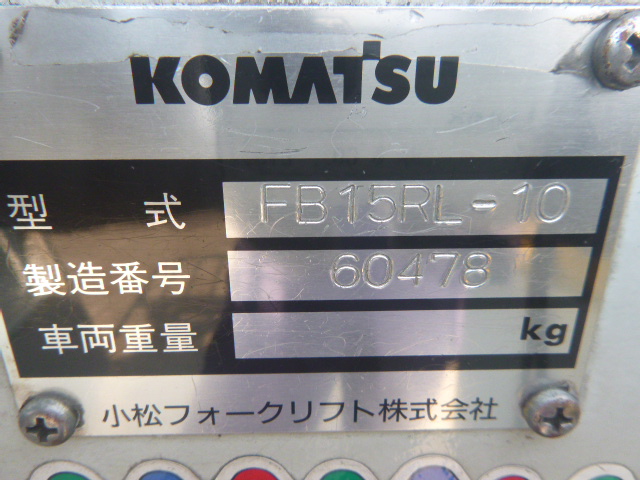 KOMATSU
型 式 FB15RL-10
製造番号 60478
車両重量 kg
小松フォークリフト株式会社